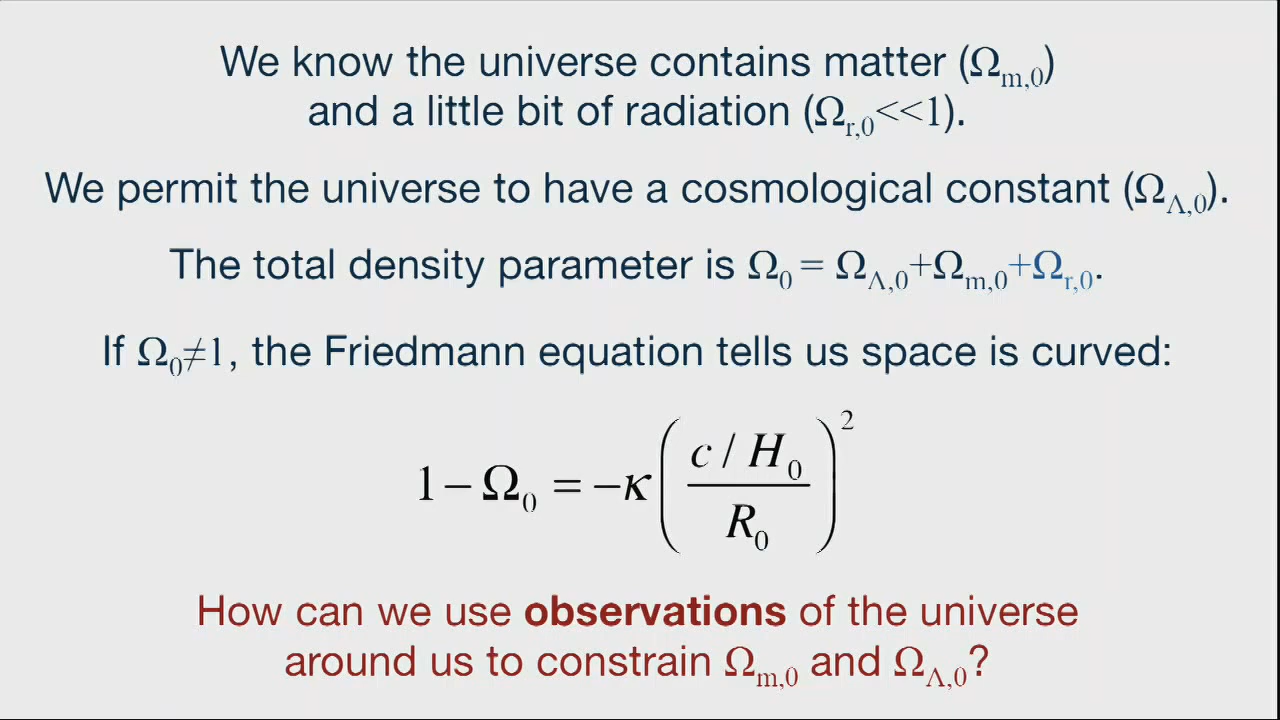 We know the universe contains matter (Ωm,0)
and a little bit of radiation (Ωr,0<<1).
We permit the universe to have a cosmological constant (ΩΛ,0).
The total density parameter is Ω0 = ΩΛ,0+Ωm,0+Ωr,0.
If Ω0≠1, the Friedmann equation tells us space is curved:
1 − Ω0 = −κ(c / H0 / R0)2
How can we use observations of the universe
around us to constrain Ωm,0 and ΩΛ,0?